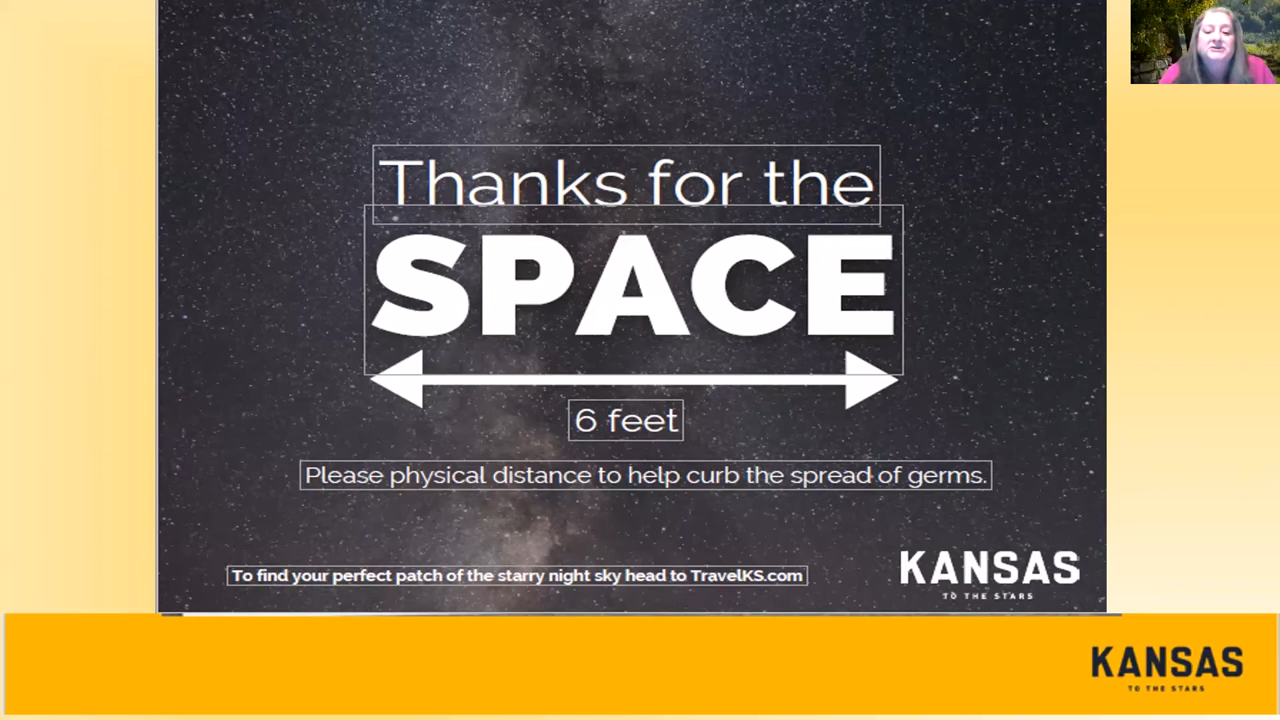 Thanks for the
SPACE
6 feet
Please physical distance to help curb the spread of germs.
To find your perfect patch of the starry night sky head to TravelKS.com
KANSAS
TO THE STARS
KANSAS
TO THE STARS